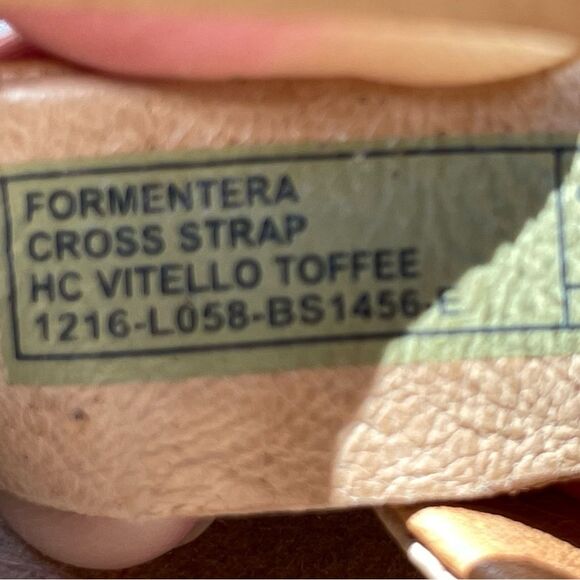 FORMENTERA
CROSS STRAP
HC VITELLO TOFFEE
1216-L058-BS1456-E